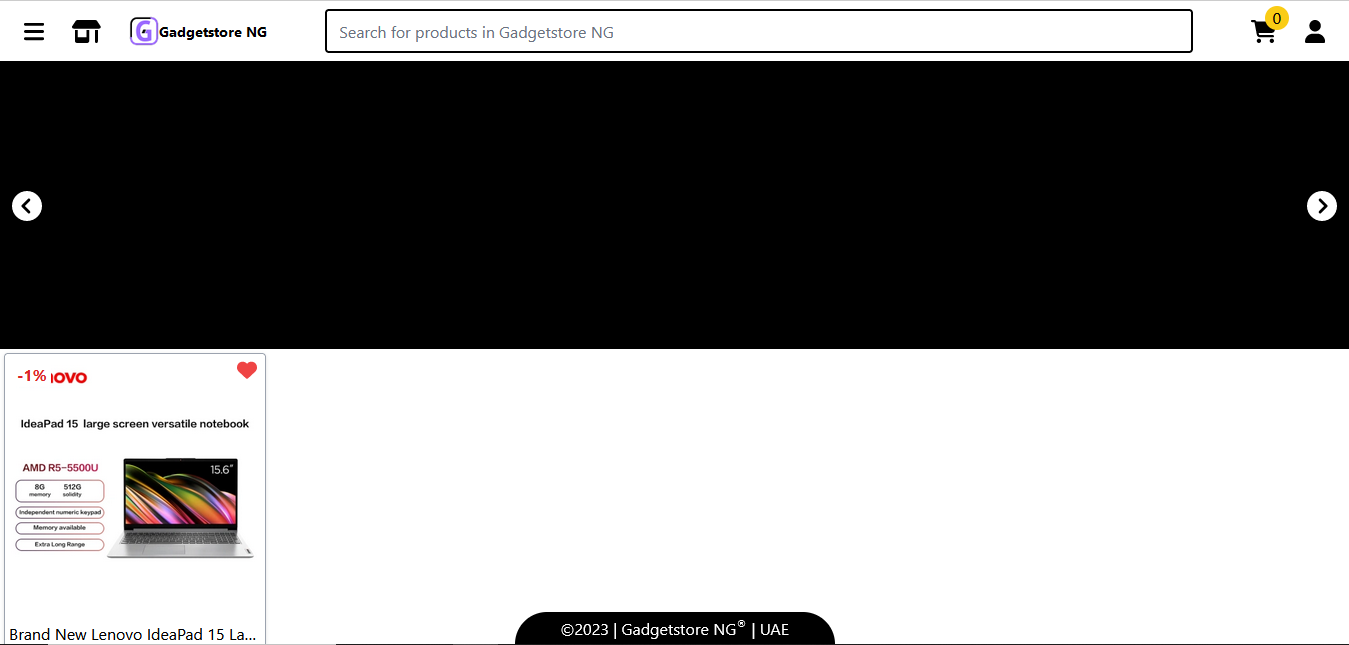 Gadgetstore NG
Search for products in Gadgetstore NG
0
-1%
IdeaPad 15 large screen versatile notebook
AMD R5-5500U
15.6"
8G 512G
memory solidity
Independent numeric keypad
Memory available
Extra Long Range
Brand New Lenovo IdeaPad 15 La...
©2023 | Gadgetstore NG® | UAE